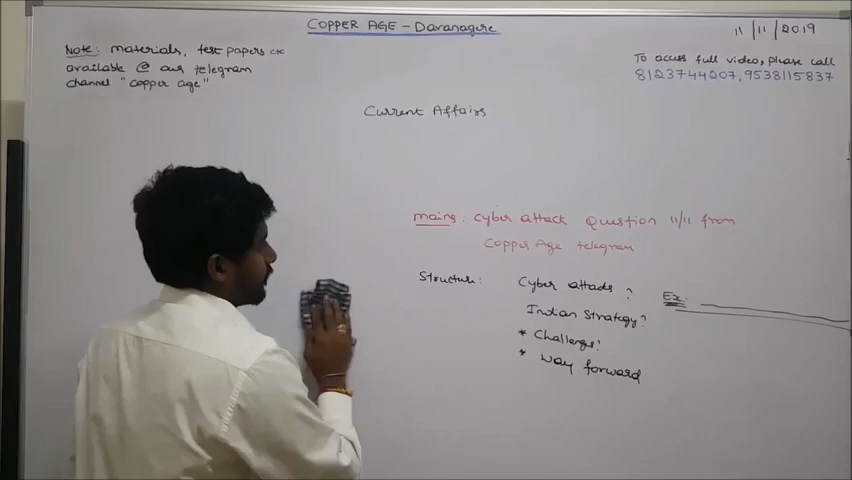 COPPER AGE - Davanagere
11/11/2019
Note: materials, test papers etc
available @ our telegram
channel "copper age"
To access full video, please call
8123744207, 9538115837
Current Affairs
mains: Cyber attack Question 11/11 from
Copper Age telegram
Structure: Cyber attacks ?
Ex:
Indian Strategy?
* Challenges?
* Way forward